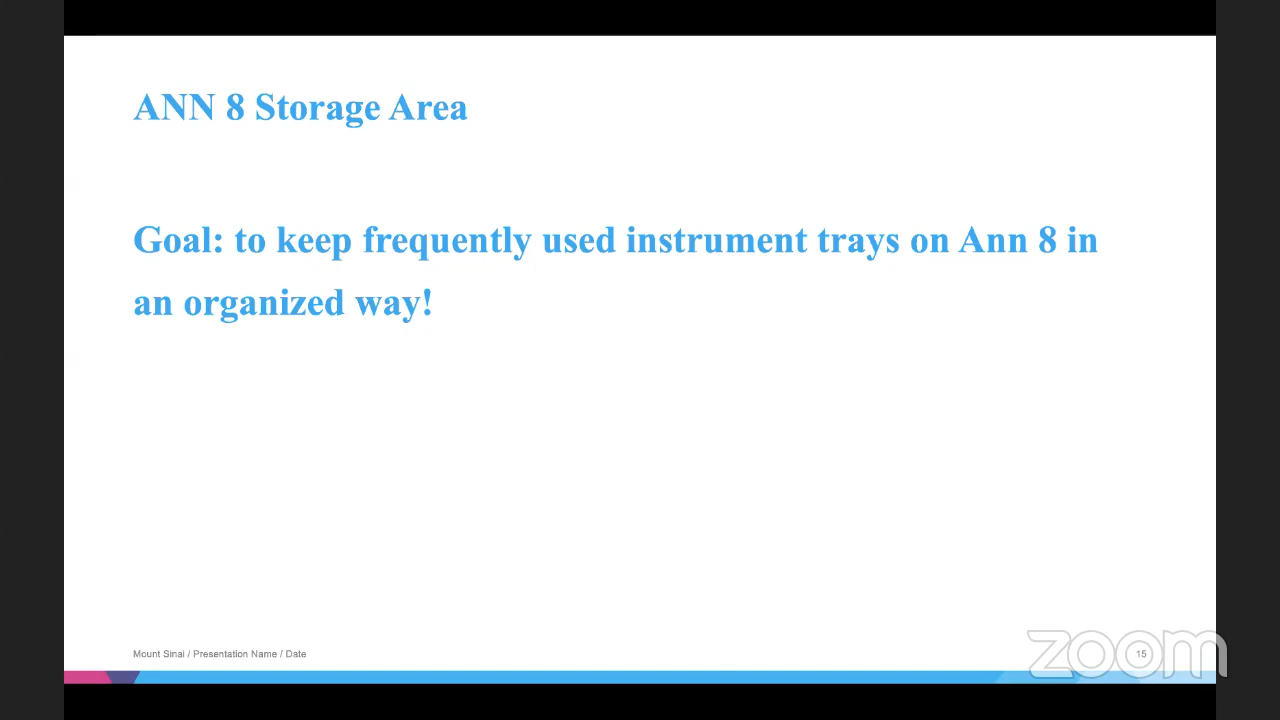 ANN 8 Storage Area
Goal: to keep frequently used instrument trays on Ann 8 in
an organized way!
Mount Sinai / Presentation Name / Date
15
zoom